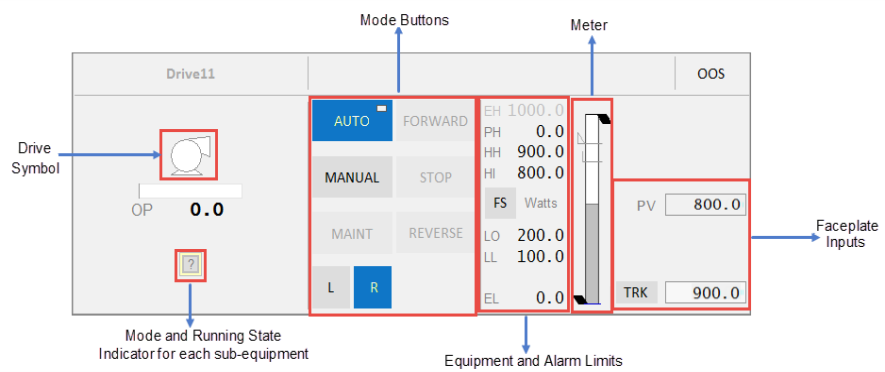 Mode Buttons
Meter
Drive11
OOS
AUTO
FORWARD
EH 1000.0
PH 0.0
HH 900.0
HI 800.0
Drive
Symbol
MANUAL
STOP
FS Watts
OP 0.0
PV 800.0
Faceplate
Inputs
MAINT
REVERSE
LO 200.0
LL 100.0
?
L
R
EL 0.0
TRK 900.0
Mode and Running State
Indicator for each sub-equipment
Equipment and Alarm Limits